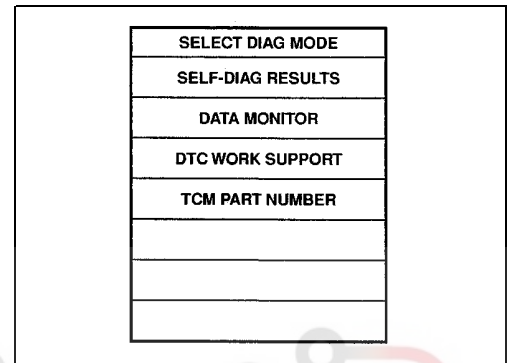 SELECT DIAG MODE
SELF-DIAG RESULTS
DATA MONITOR
DTC WORK SUPPORT
TCM PART NUMBER